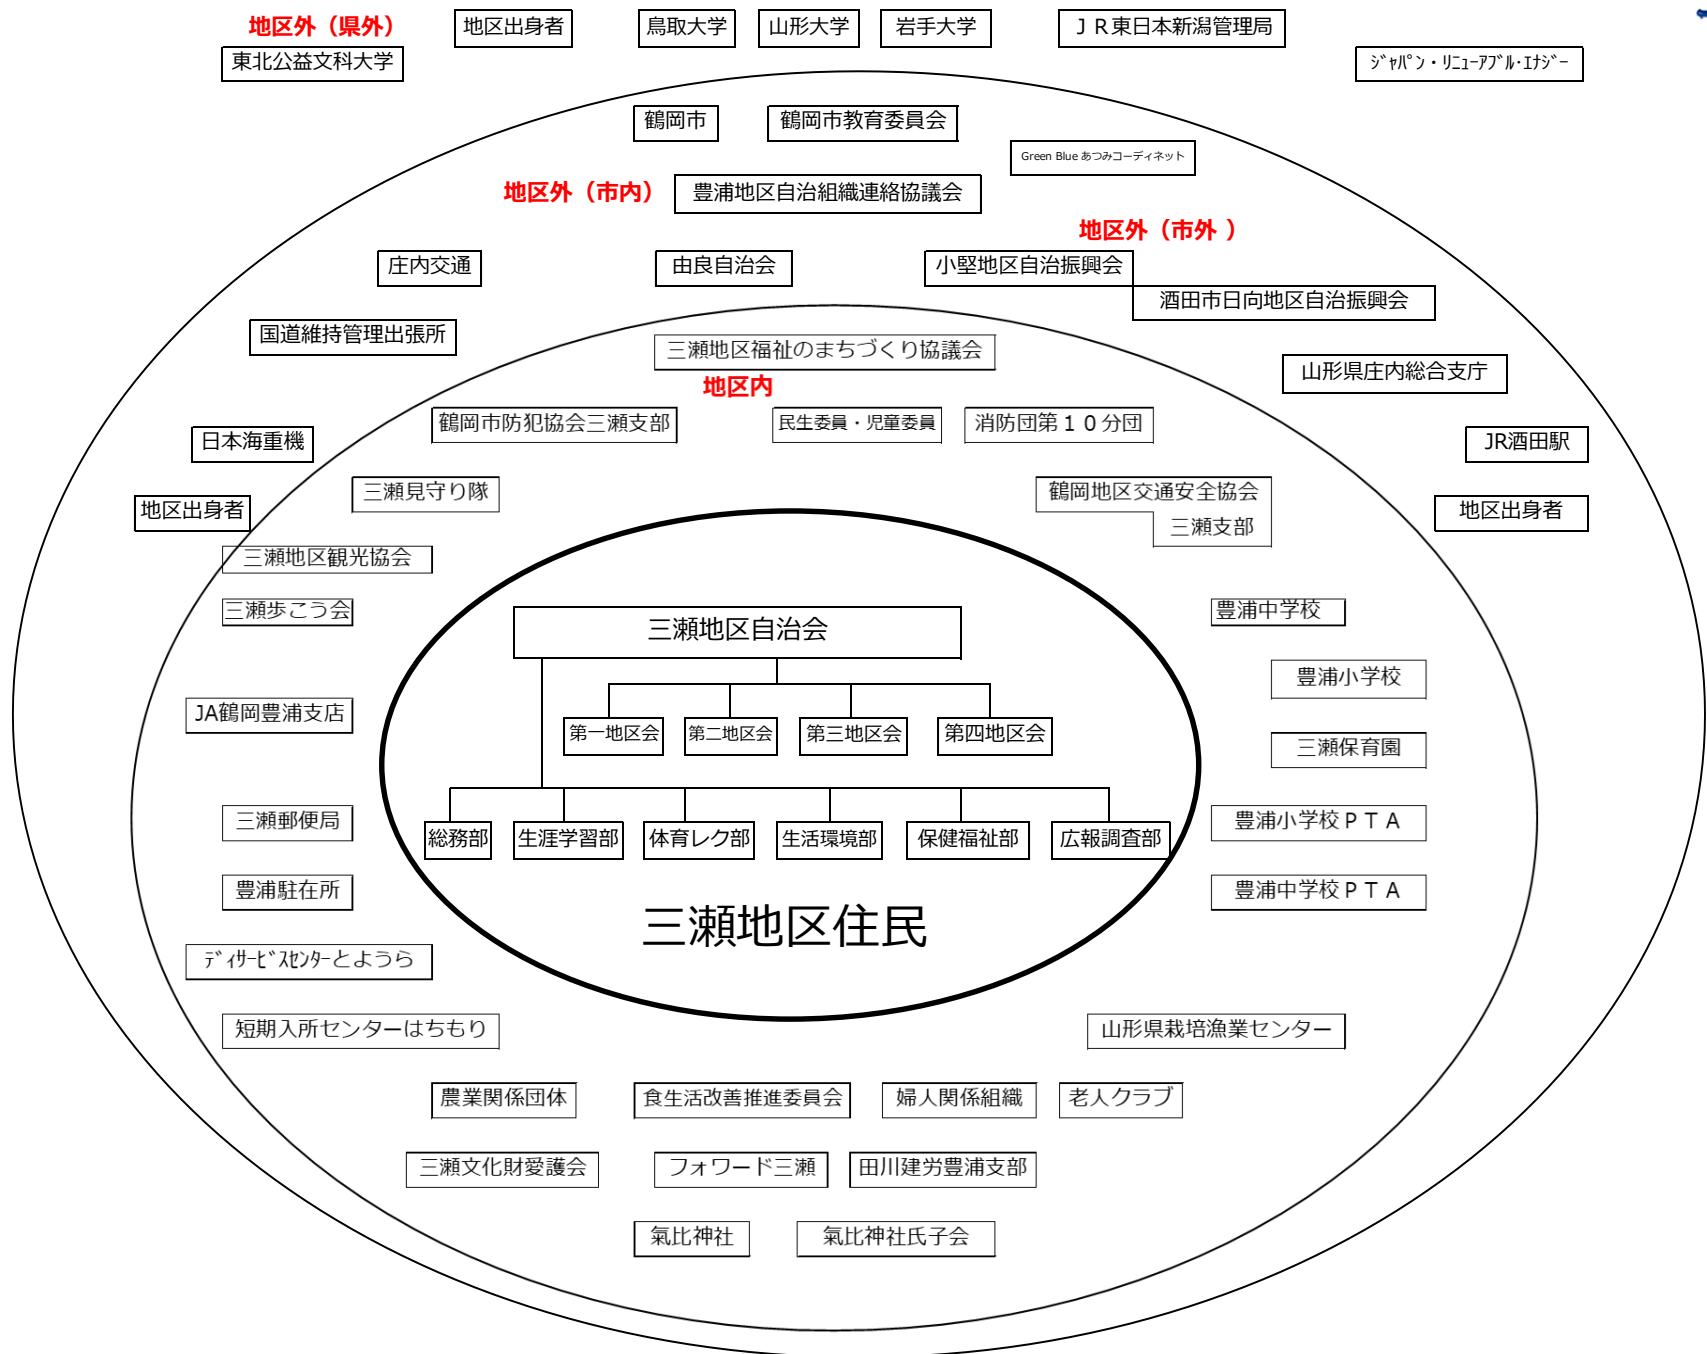 地区外（県外）
地区出身者
鳥取大学
山形大学
岩手大学
ＪＲ東日本新潟管理局
東北公益文科大学
ｼﾞｬﾊﾟﾝ・ﾘﾆｭｰｱﾌﾞﾙ･ｴﾅｼﾞｰ
鶴岡市
鶴岡市教育委員会
Green Blue あつみコーディネット
地区外（市内）
豊浦地区自治組織連絡協議会
地区外（市外 ）
庄内交通
由良自治会
小堅地区自治振興会
酒田市日向地区自治振興会
国道維持管理出張所
三瀬地区福祉のまちづくり協議会
山形県庄内総合支庁
地区内
鶴岡市防犯協会三瀬支部
民生委員・児童委員
消防団第１０分団
日本海重機
JR酒田駅
三瀬見守り隊
鶴岡地区交通安全協会
三瀬支部
地区出身者
地区出身者
三瀬地区観光協会
三瀬歩こう会
豊浦中学校
三瀬地区自治会
豊浦小学校
JA鶴岡豊浦支店
第一地区会
第二地区会
第三地区会
第四地区会
三瀬保育園
三瀬郵便局
豊浦小学校ＰＴＡ
総務部
生涯学習部
体育レク部
生活環境部
保健福祉部
広報調査部
豊浦駐在所
豊浦中学校ＰＴＡ
三瀬地区住民
ﾃﾞｨｻｰﾋﾞｽｾﾝﾀｰとようら
短期入所センターはちもり
山形県栽培漁業センター
農業関係団体
食生活改善推進委員会
婦人関係組織
老人クラブ
三瀬文化財愛護会
フォワード三瀬
田川建労豊浦支部
氣比神社
氣比神社氏子会